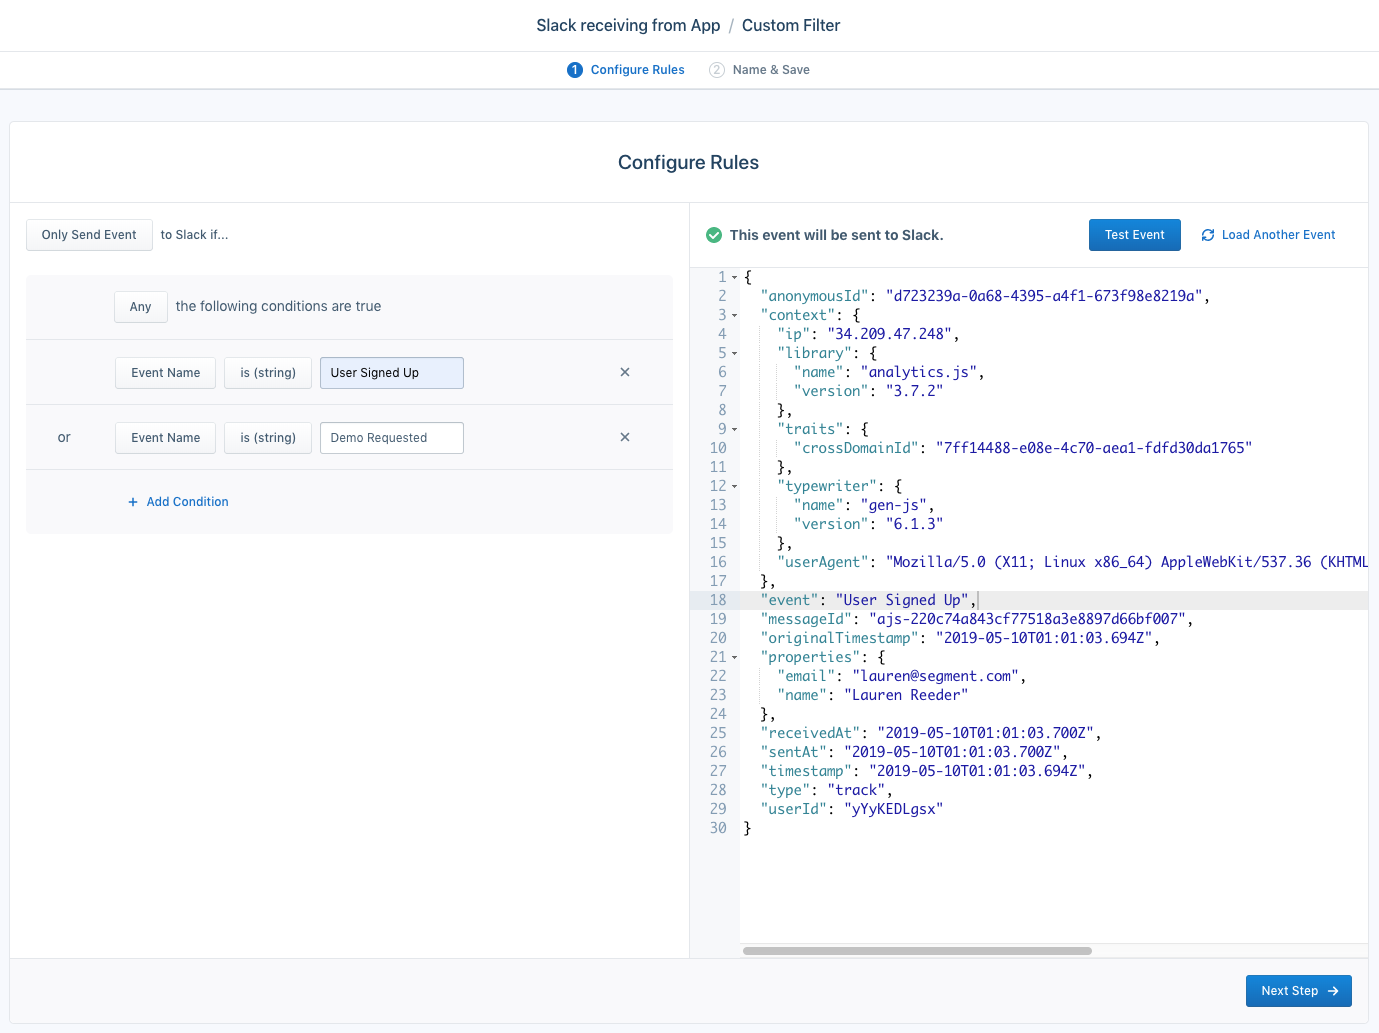 Slack receiving from App / Custom Filter
1 Configure Rules 2 Name & Save
Configure Rules
Only Send Event to Slack if...
Any the following conditions are true
Event Name is (string) User Signed Up ×
or Event Name is (string) Demo Requested ×
+ Add Condition
This event will be sent to Slack. Test Event Load Another Event
1 {
2 "anonymousId": "d723239a-0a68-4395-a4f1-673f98e8219a",
3 "context": {
4 "ip": "34.209.47.248",
5 "library": {
6 "name": "analytics.js",
7 "version": "3.7.2"
8 },
9 "traits": {
10 "crossDomainId": "7ff14488-e08e-4c70-aea1-fdfd30da1765"
11 },
12 "typewriter": {
13 "name": "gen-js",
14 "version": "6.1.3"
15 },
16 "userAgent": "Mozilla/5.0 (X11; Linux x86_64) AppleWebKit/537.36 (KHTML
17 },
18 "event": "User Signed Up",
19 "messageId": "ajs-220c74a843cf77518a3e8897d66bf007",
20 "originalTimestamp": "2019-05-10T01:01:03.694Z",
21 "properties": {
22 "email": "lauren@segment.com",
23 "name": "Lauren Reeder"
24 },
25 "receivedAt": "2019-05-10T01:01:03.700Z",
26 "sentAt": "2019-05-10T01:01:03.700Z",
27 "timestamp": "2019-05-10T01:01:03.694Z",
28 "type": "track",
29 "userId": "yYyKEDLgsx"
30 }
Next Step →